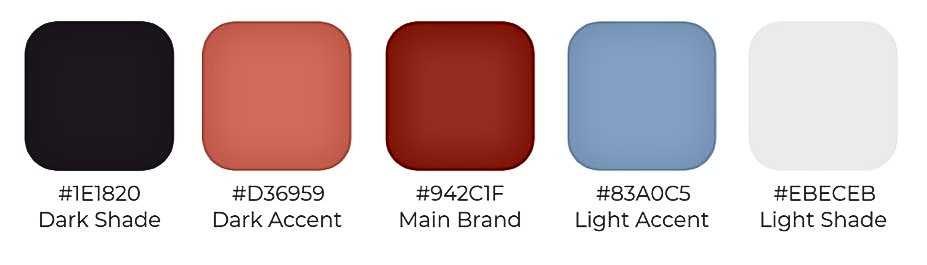 #1E1820
Dark Shade
#D36959
Dark Accent
#942C1F
Main Brand
#83A0C5
Light Accent
#EBECEB
Light Shade